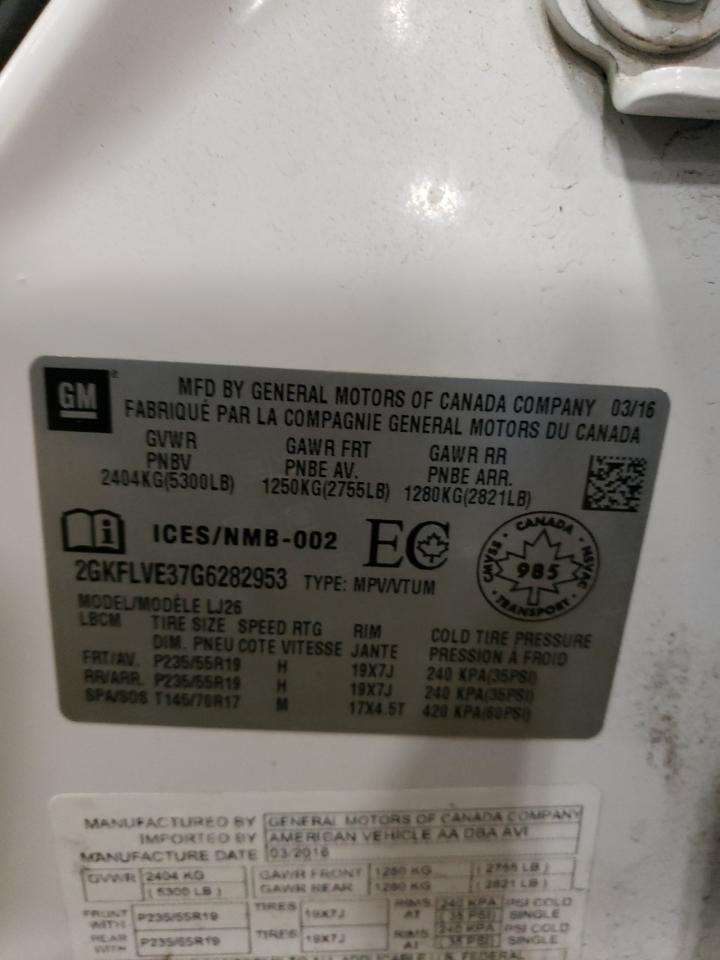 GM
MFD BY GENERAL MOTORS OF CANADA COMPANY 03/16
FABRIQUÉ PAR LA COMPAGNIE GENERAL MOTORS DU CANADA
GVWR GAWR FRT GAWR RR
PNBV PNBE AV. PNBE ARR.
2404KG(5300LB) 1250KG(2755LB) 1280KG(2821LB)
ICES/NMB-002 EC
CANADA CMVSS NSVAC 985 TRANSPORT
2GKFLVE37G6282953 TYPE: MPV/VTUM
MODEL/MODÈLE LJ26
LBCM TIRE SIZE SPEED RTG RIM COLD TIRE PRESSURE
DIM. PNEU COTE VITESSE JANTE PRESSION À FROID
FRT/AV. P235/55R19 H 19X7J 240 KPA(35PSI)
RR/ARR. P235/55R19 H 19X7J 240 KPA(35PSI)
SPA/SOS T145/70R17 M 17X4.5T 420 KPA(60PSI)
MANUFACTURED BY GENERAL MOTORS OF CANADA COMPANY
IMPORTED BY AMERICAN VEHICLE AA DBA AVI
MANUFACTURE DATE 03/2016
GVWR 2404 KG GAWR FRONT 1250 KG ( 2755 LB )
( 5300 LB ) GAWR REAR 1280 KG ( 2821 LB )
FRONT WITH P235/55R19 TIRES 19X7J RIMS AT 240 KPA ( 35 PSI ) PSI COLD SINGLE
REAR WITH P235/55R19 TIRES 19X7J RIMS AT 240 KPA ( 35 PSI ) PSI COLD SINGLE
APPLICABLE U.S. FEDERAL